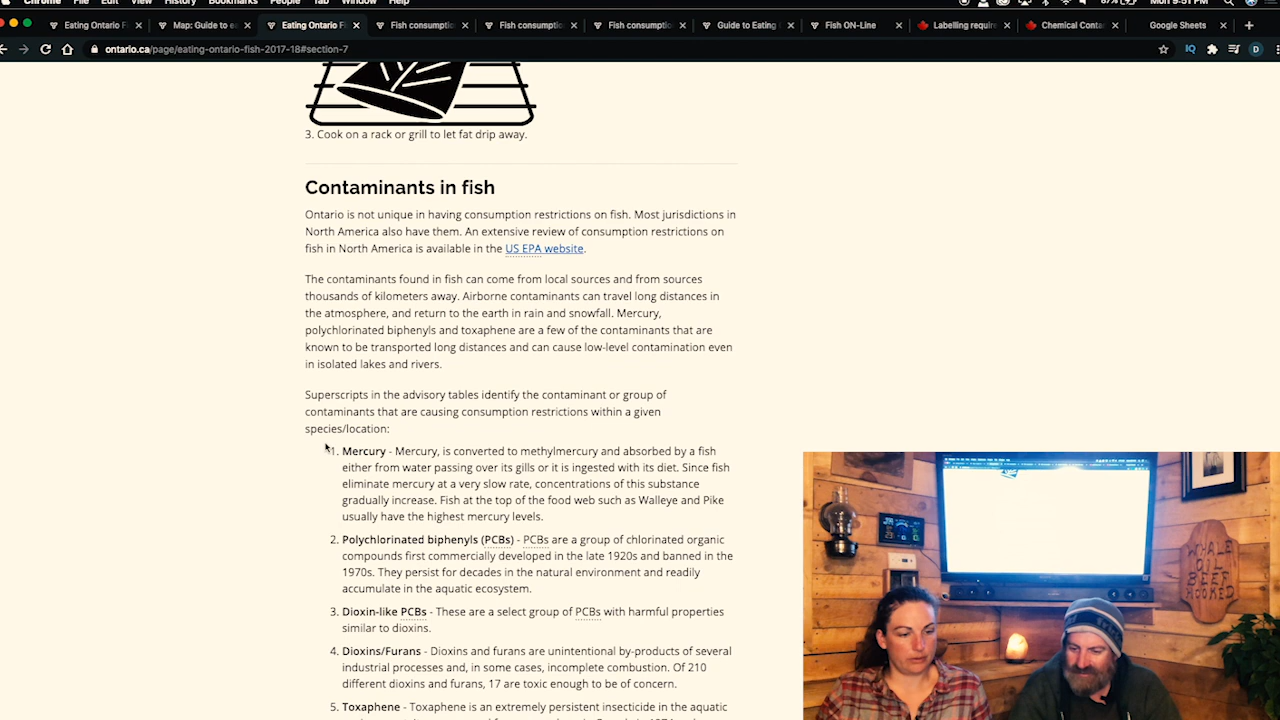 Chrome File Edit View History Bookmarks People Tab Window Help 87% Mon 9:51 PM
Eating Ontario F Map: Guide to ea Eating Ontario Fi Fish consumptio Fish consumptio Fish consumptio Guide to Eating Fish ON-Line Labelling require Chemical Conta Google Sheets
ontario.ca/page/eating-ontario-fish-2017-18#section-7
3. Cook on a rack or grill to let fat drip away.
Contaminants in fish
Ontario is not unique in having consumption restrictions on fish. Most jurisdictions in
North America also have them. An extensive review of consumption restrictions on
fish in North America is available in the US EPA website.
The contaminants found in fish can come from local sources and from sources
thousands of kilometers away. Airborne contaminants can travel long distances in
the atmosphere, and return to the earth in rain and snowfall. Mercury,
polychlorinated biphenyls and toxaphene are a few of the contaminants that are
known to be transported long distances and can cause low-level contamination even
in isolated lakes and rivers.
Superscripts in the advisory tables identify the contaminant or group of
contaminants that are causing consumption restrictions within a given
species/location:
1. Mercury - Mercury, is converted to methylmercury and absorbed by a fish
either from water passing over its gills or it is ingested with its diet. Since fish
eliminate mercury at a very slow rate, concentrations of this substance
gradually increase. Fish at the top of the food web such as Walleye and Pike
usually have the highest mercury levels.
2. Polychlorinated biphenyls (PCBs) - PCBs are a group of chlorinated organic
compounds first commercially developed in the late 1920s and banned in the
1970s. They persist for decades in the natural environment and readily
accumulate in the aquatic ecosystem.
3. Dioxin-like PCBs - These are a select group of PCBs with harmful properties
similar to dioxins.
4. Dioxins/Furans - Dioxins and furans are unintentional by-products of several
industrial processes and, in some cases, incomplete combustion. Of 210
different dioxins and furans, 17 are toxic enough to be of concern.
5. Toxaphene - Toxaphene is an extremely persistent insecticide in the aquatic
WHALE
OIL
BEEF
HOOKED